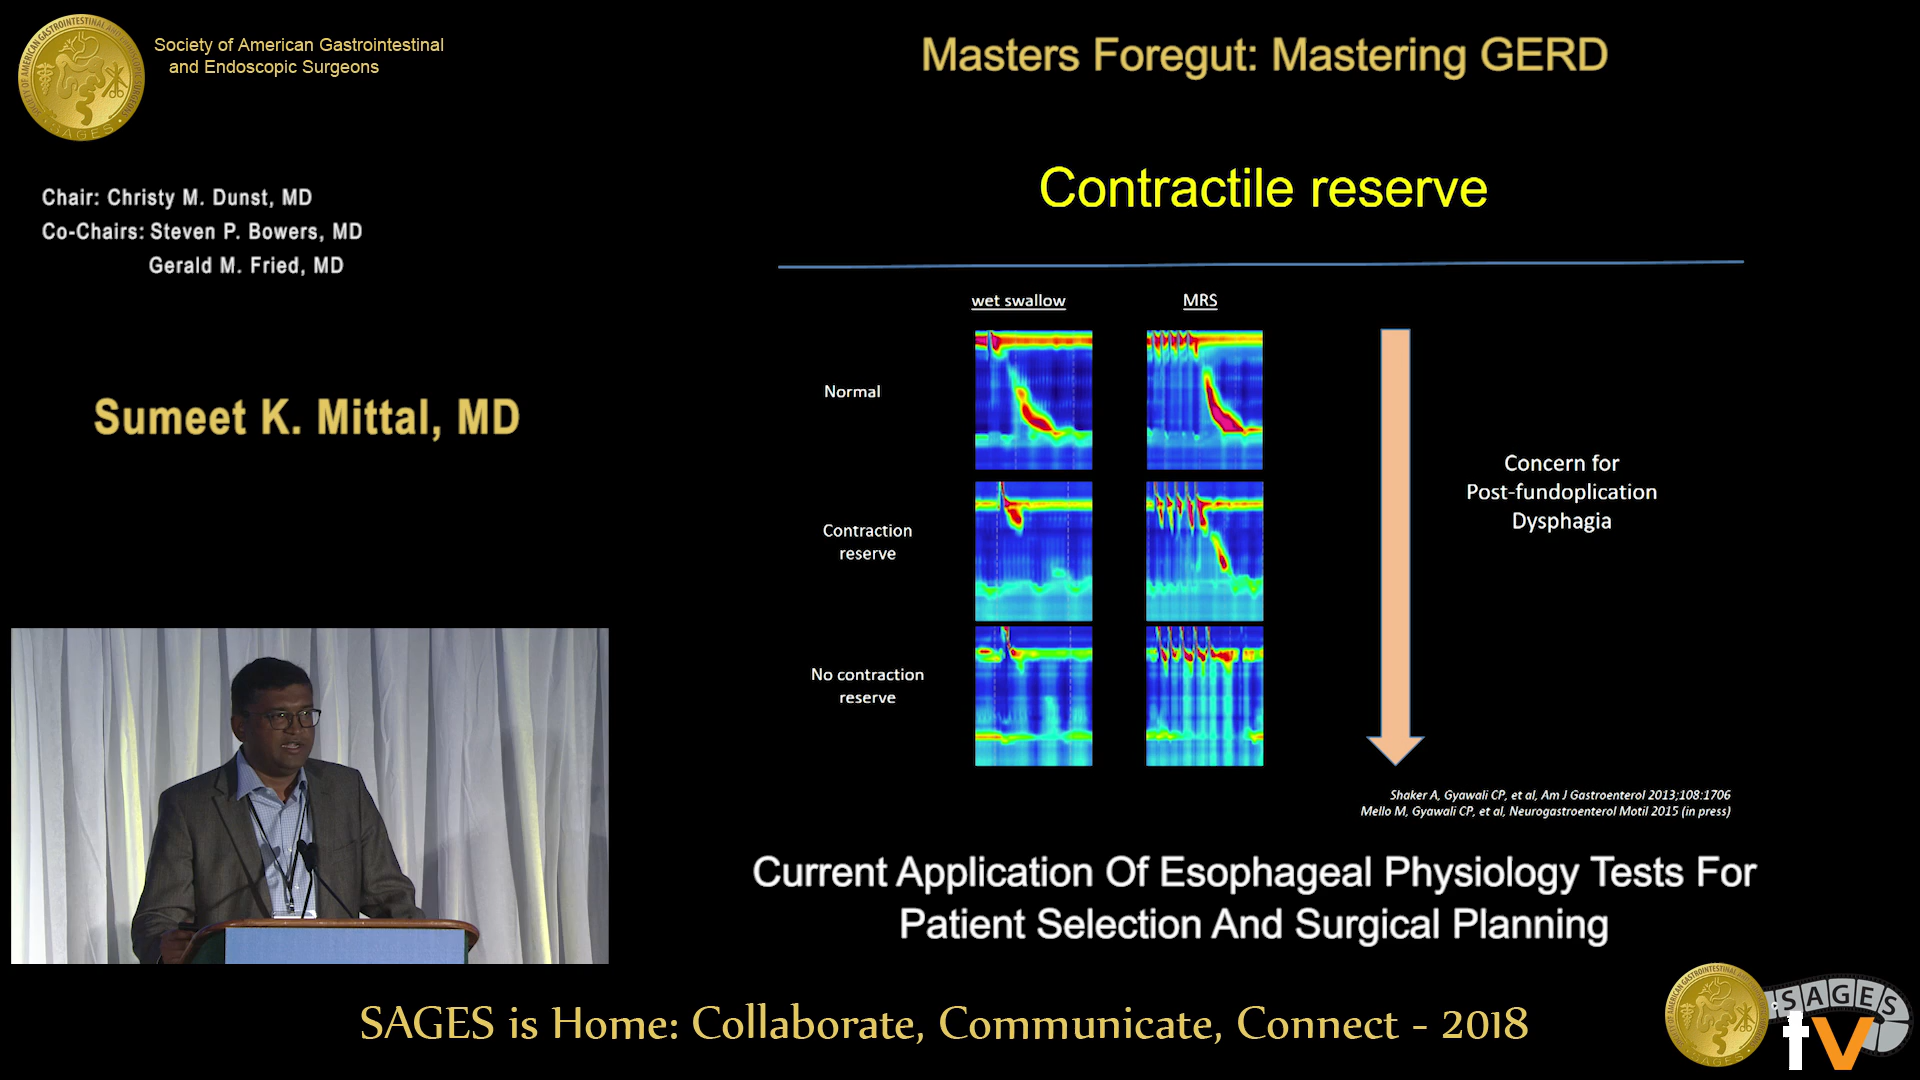 Society of American Gastrointestinal
and Endoscopic Surgeons
Masters Foregut: Mastering GERD
Chair: Christy M. Dunst, MD
Co-Chairs: Steven P. Bowers, MD
Gerald M. Fried, MD
Sumeet K. Mittal, MD
Contractile reserve
wet swallow
MRS
Normal
Contraction
reserve
No contraction
reserve
Concern for
Post-fundoplication
Dysphagia
Shaker A, Gyawali CP, et al, Am J Gastroenterol 2013;108:1706
Mello M, Gyawali CP, et al, Neurogastroenterol Motil 2015 (in press)
Current Application Of Esophageal Physiology Tests For
Patient Selection And Surgical Planning
SAGES is Home: Collaborate, Communicate, Connect - 2018
SAGES
tv